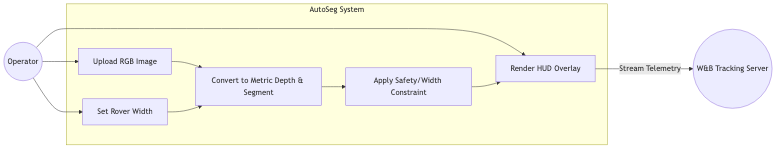 AutoSeg System
Operator
Upload RGB Image
Set Rover Width
Convert to Metric Depth &
Segment
Apply Safety/Width
Constraint
Render HUD Overlay
Stream Telemetry
W&B Tracking Server